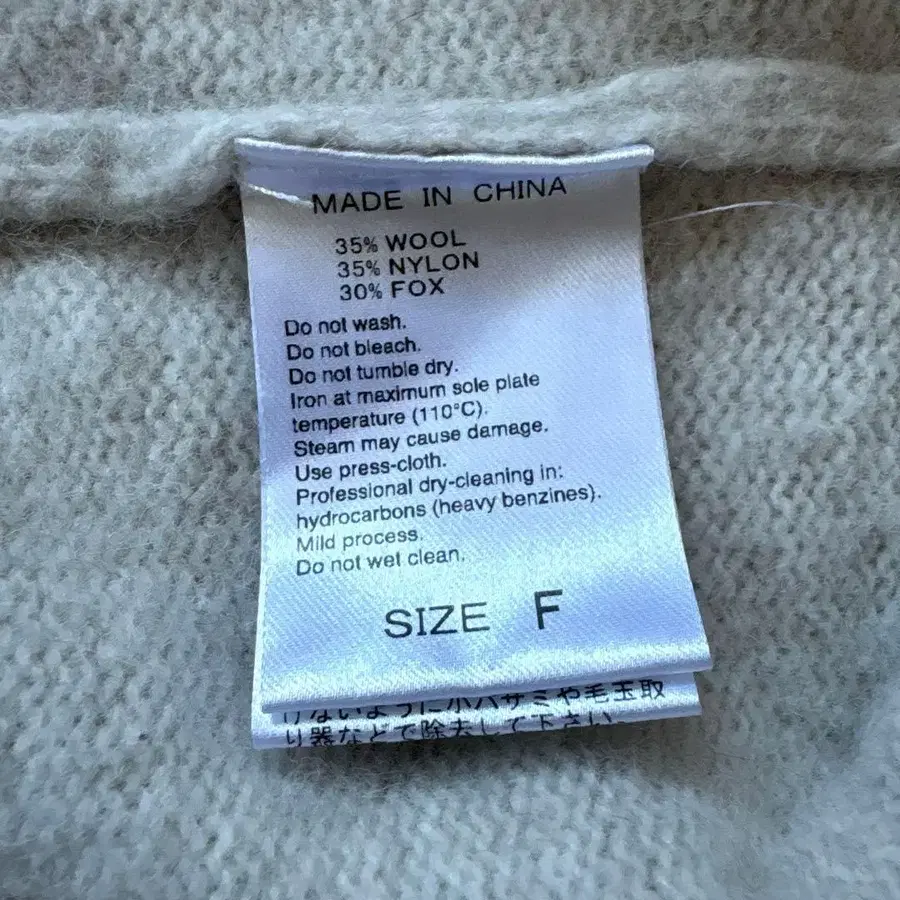 MADE IN CHINA
35% WOOL
35% NYLON
30% FOX
Do not wash.
Do not bleach.
Do not tumble dry.
Iron at maximum sole plate
temperature (110°C).
Steam may cause damage.
Use press-cloth.
Professional dry-cleaning in:
hydrocarbons (heavy benzines).
Mild process.
Do not wet clean.
SIZE F
けないように小バサミや毛玉取
り器などで除去して下さい